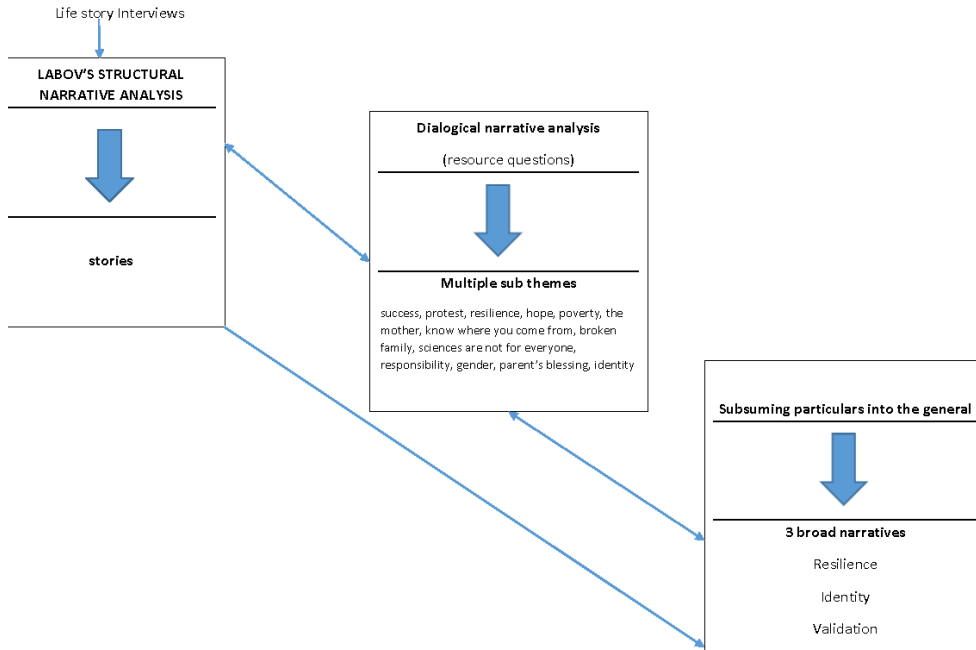 Life story Interviews
LABOV'S STRUCTURAL
NARRATIVE ANALYSIS
stories
Dialogical narrative analysis
(resource questions)
Multiple sub themes
success, protest, resilience, hope, poverty, the
mother, know where you come from, broken
family, sciences are not for everyone,
responsibility, gender, parent's blessing, identity
Subsuming particulars into the general
3 broad narratives
Resilience
Identity
Validation